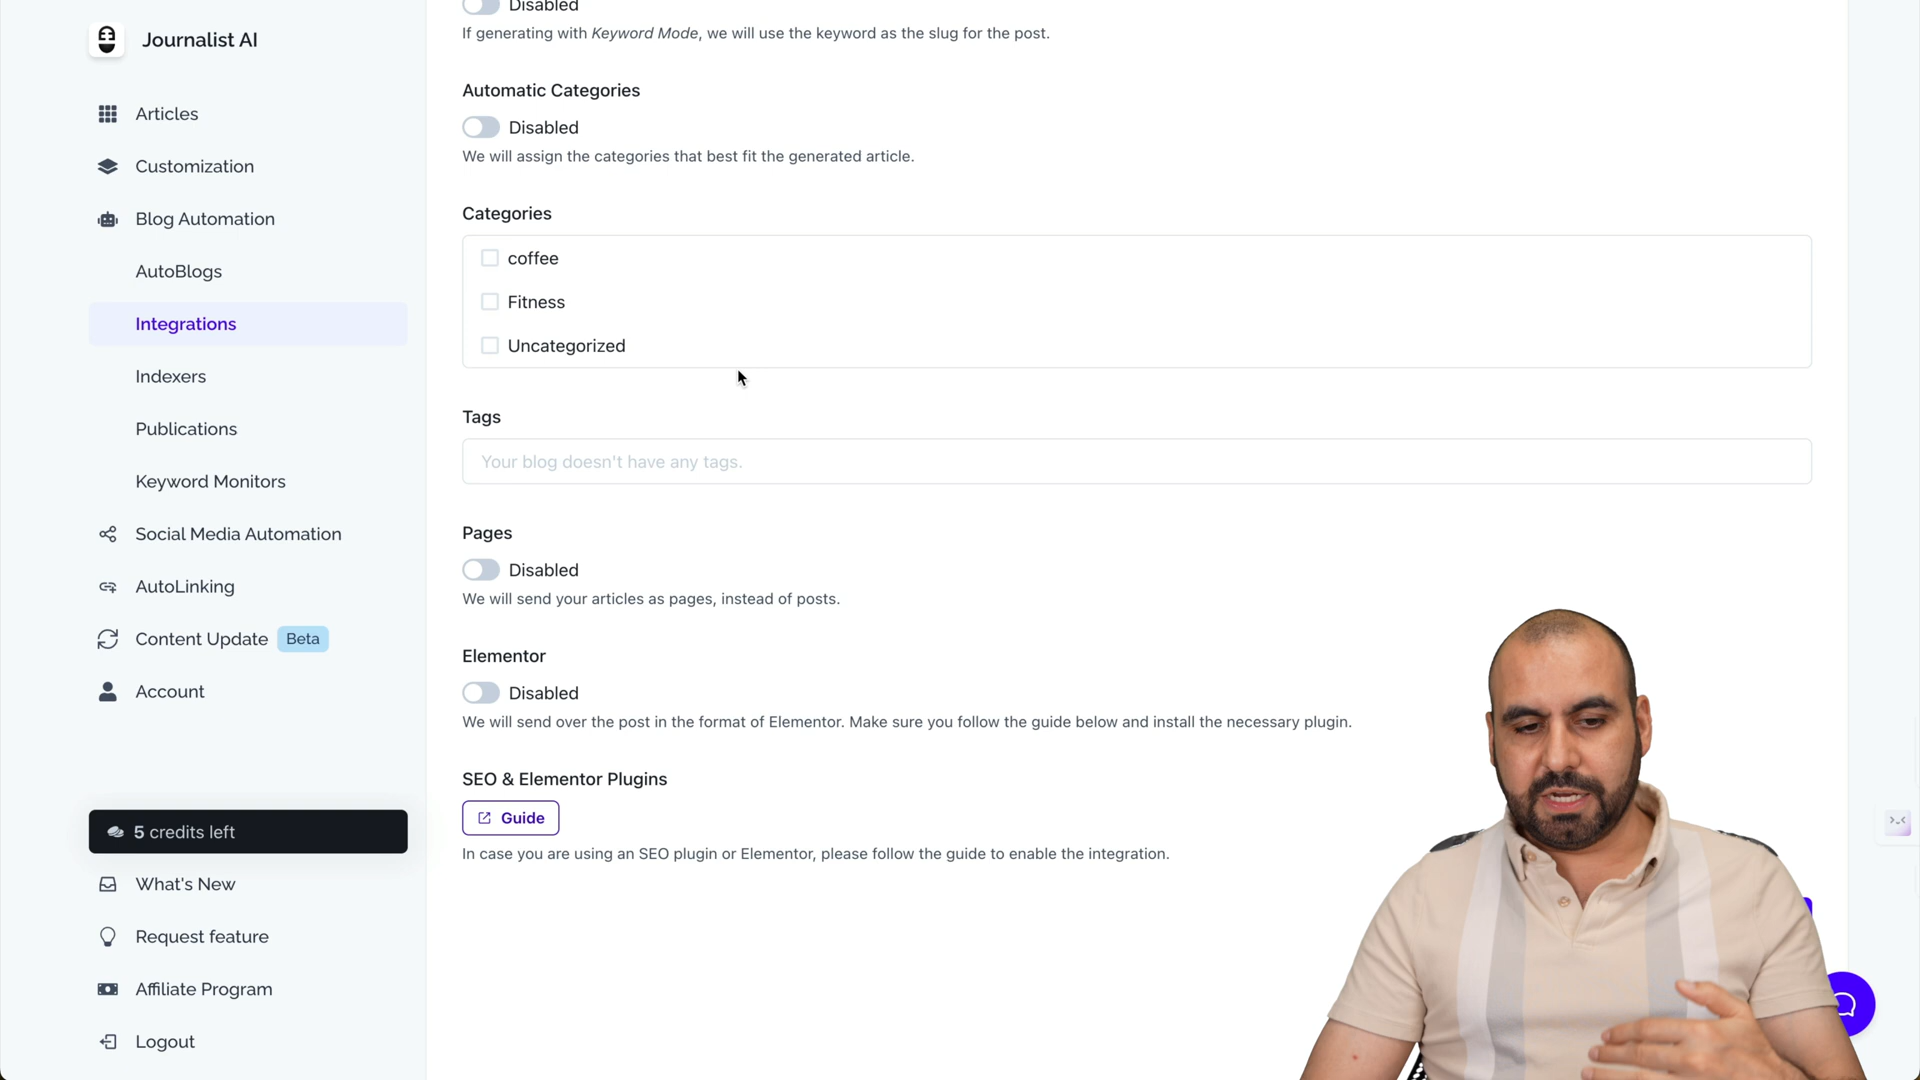 Journalist AI
Articles
Customization
Blog Automation
AutoBlogs
Integrations
Indexers
Publications
Keyword Monitors
Social Media Automation
AutoLinking
Content Update Beta
Account
5 credits left
What's New
Request feature
Affiliate Program
Logout
Disabled
If generating with Keyword Mode, we will use the keyword as the slug for the post.
Automatic Categories
Disabled
We will assign the categories that best fit the generated article.
Categories
coffee
Fitness
Uncategorized
Tags
Your blog doesn't have any tags.
Pages
Disabled
We will send your articles as pages, instead of posts.
Elementor
Disabled
We will send over the post in the format of Elementor. Make sure you follow the guide below and install the necessary plugin.
SEO & Elementor Plugins
Guide
In case you are using an SEO plugin or Elementor, please follow the guide to enable the integration.